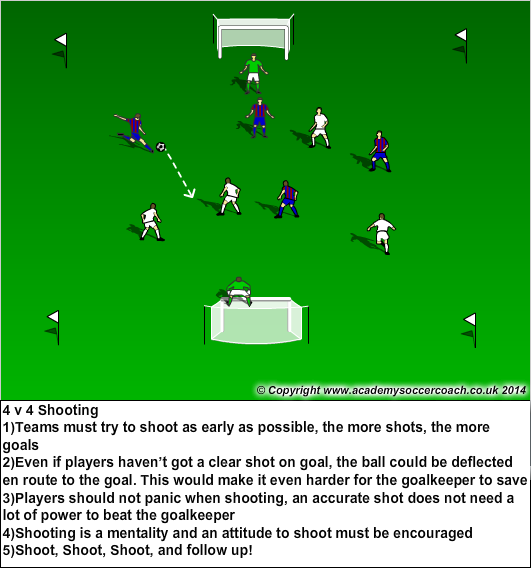 © Copyright www.academysoccercoach.co.uk 2014
4 v 4 Shooting
1)Teams must try to shoot as early as possible, the more shots, the more
goals
2)Even if players haven't got a clear shot on goal, the ball could be deflected
en route to the goal. This would make it even harder for the goalkeeper to save
3)Players should not panic when shooting, an accurate shot does not need a
lot of power to beat the goalkeeper
4)Shooting is a mentality and an attitude to shoot must be encouraged
5)Shoot, Shoot, Shoot, and follow up!